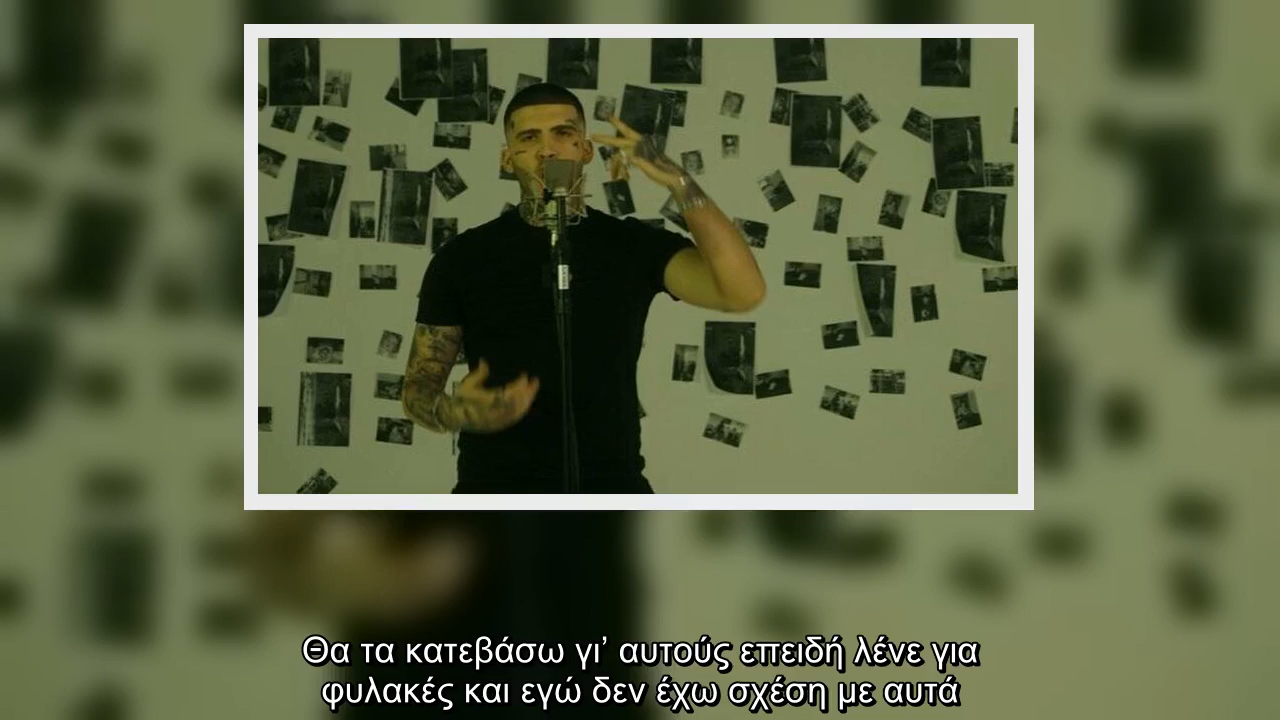 Θα τα κατεβάσω γι’ αυτούς επειδή λένε για
φυλακές και εγώ δεν έχω σχέση με αυτά